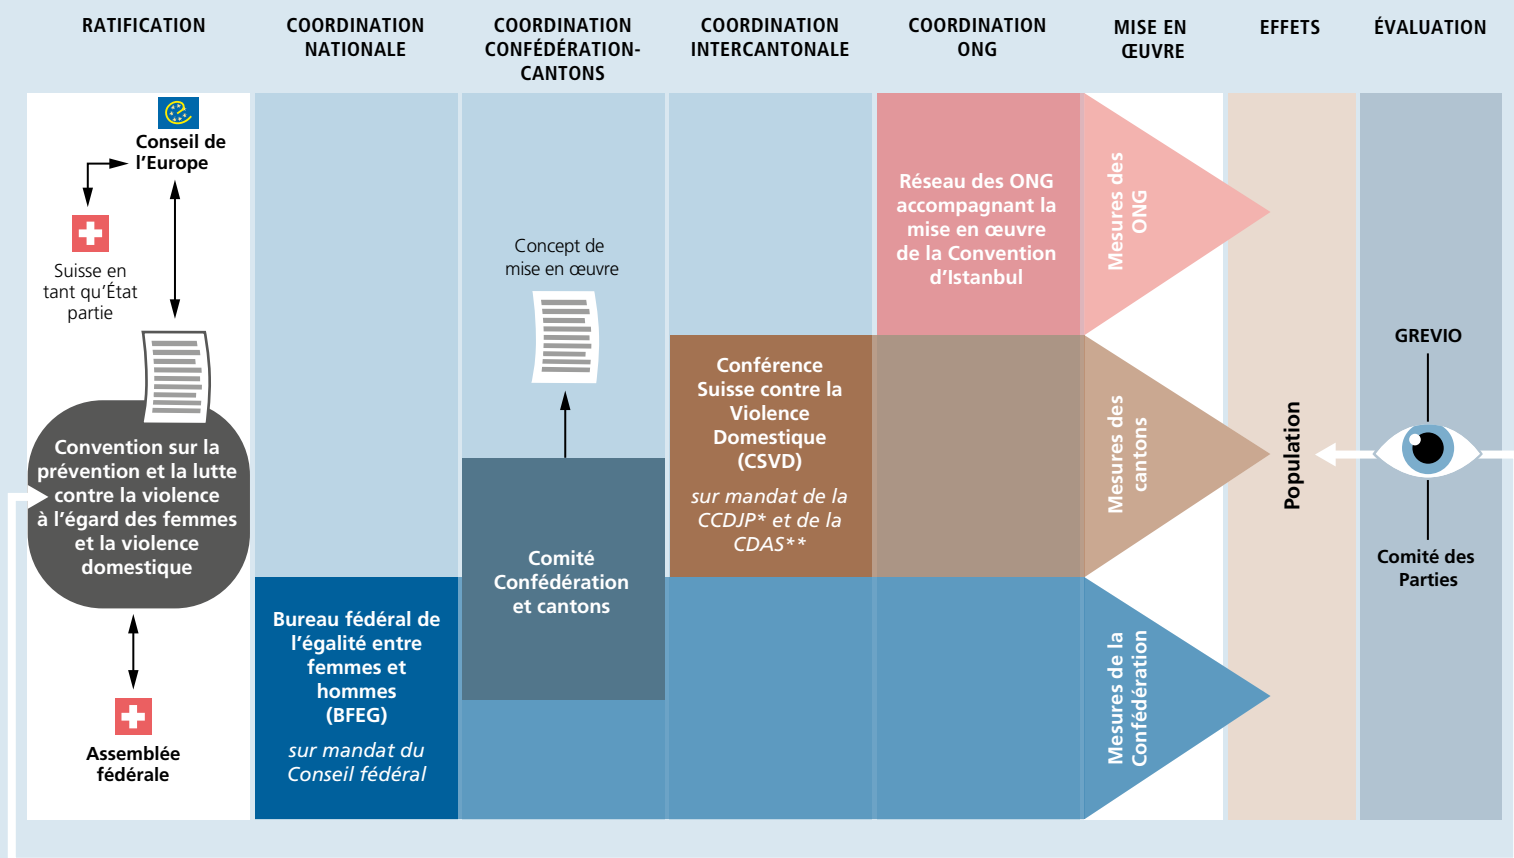 RATIFICATION
COORDINATION
NATIONALE
COORDINATION
CONFÉDÉRATION-
CANTONS
COORDINATION
INTERCANTONALE
COORDINATION
ONG
MISE EN
ŒUVRE
EFFETS
ÉVALUATION
Conseil de
l'Europe
Suisse en
tant qu'État
partie
Convention sur la
prévention et la lutte
contre la violence
à l'égard des femmes
et la violence
domestique
Assemblée
fédérale
Bureau fédéral de
l'égalité entre
femmes et
hommes
(BFEG)
sur mandat du
Conseil fédéral
Concept de
mise en œuvre
Comité
Confédération
et cantons
Conférence
Suisse contre la
Violence
Domestique
(CSVD)
sur mandat de la
CCDJP* et de la
CDAS**
Réseau des ONG
accompagnant la
mise en œuvre
de la Convention
d'Istanbul
Mesures des
ONG
Mesures des
cantons
Mesures de la
Confédération
Population
GREVIO
Comité des
Parties